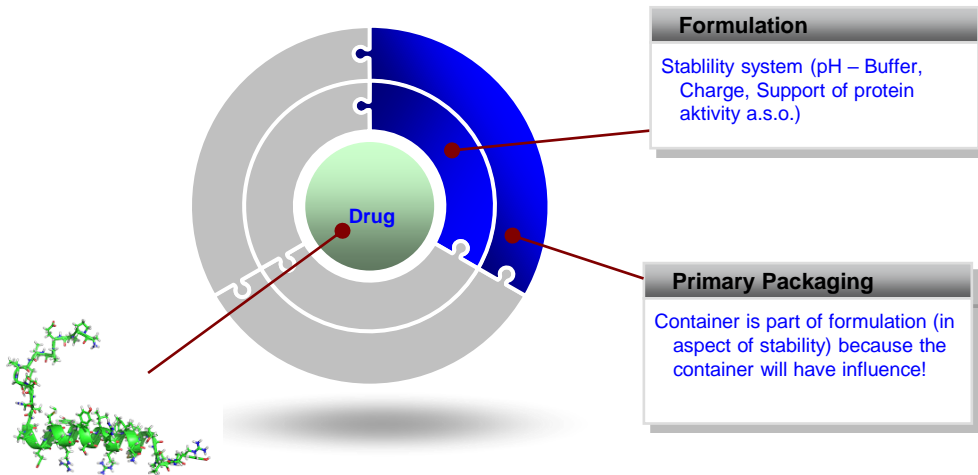 Formulation
Stablility system (pH – Buffer,
Charge, Support of protein
aktivity a.s.o.)
Drug
Primary Packaging
Container is part of formulation (in
aspect of stability) because the
container will have influence!